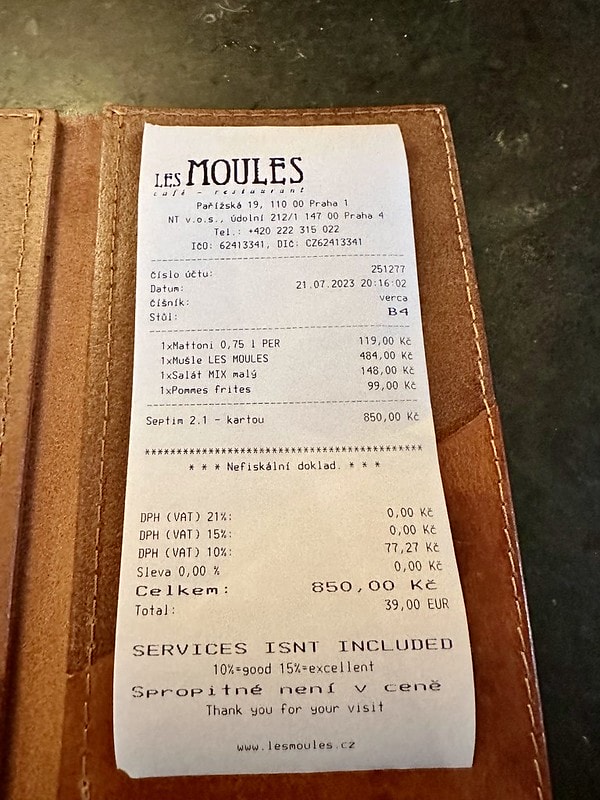 LES MOULES
café - restaurant
Pařížská 19, 110 00 Praha 1
NT v.o.s., údolní 212/1 147 00 Praha 4
Tel.: +420 222 315 022
IČO: 62413341, DIČ: CZ62413341
Číslo účtu: 251277
Datum: 21.07.2023 20:16:02
Číšník: verca
Stůl: B4
1xMattoni 0,75 l PER 119,00 Kč
1xMušle LES MOULES 484,00 Kč
1xSalát MIX malý 148,00 Kč
1xPommes frites 99,00 Kč
Septim 2.1 - kartou 850,00 Kč
******************************************
* * * Nefiskální doklad. * * *
DPH (VAT) 21%: 0,00 Kč
DPH (VAT) 15%: 0,00 Kč
DPH (VAT) 10%: 77,27 Kč
Sleva 0,00 % 0,00 Kč
Celkem: 850,00 Kč
Total: 39,00 EUR
SERVICES ISNT INCLUDED
10%=good 15%=excellent
Spropitné není v ceně
Thank you for your visit
www.lesmoules.cz